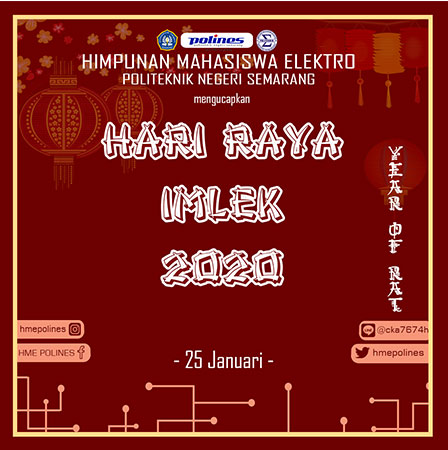 polines
HIMPUNAN MAHASISWA ELEKTRO
POLITEKNIK NEGERI SEMARANG
mengucapkan
HARI RAYA
IMLEK
2020
YEAR OF RAT
hmepolines
HME POLINES
@cka7674h
hmepolines
- 25 Januari -